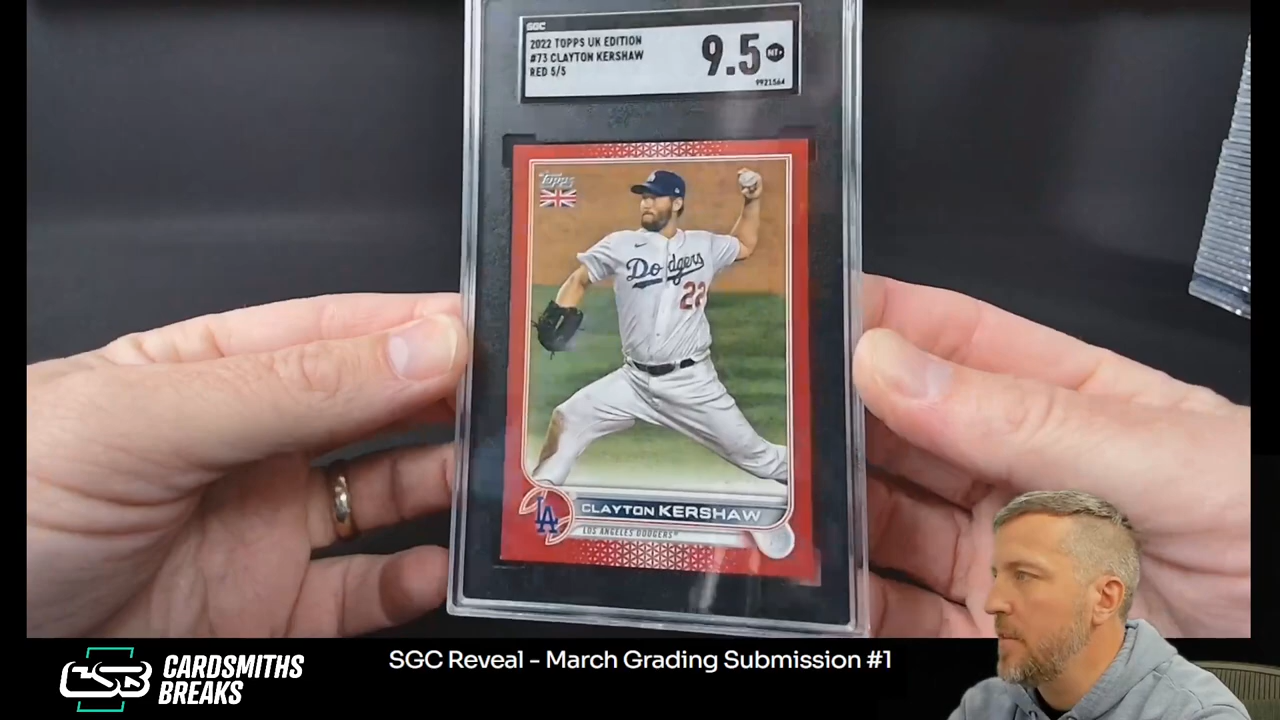 SGC
2022 TOPPS UK EDITION
#73 CLAYTON KERSHAW
RED 5/5
9.5
MT+
9921564
Topps
Dodgers
22
LA
CLAYTON KERSHAW
LOS ANGELES DODGERS
CSB
CARDSMITHS
BREAKS
SGC Reveal - March Grading Submission #1